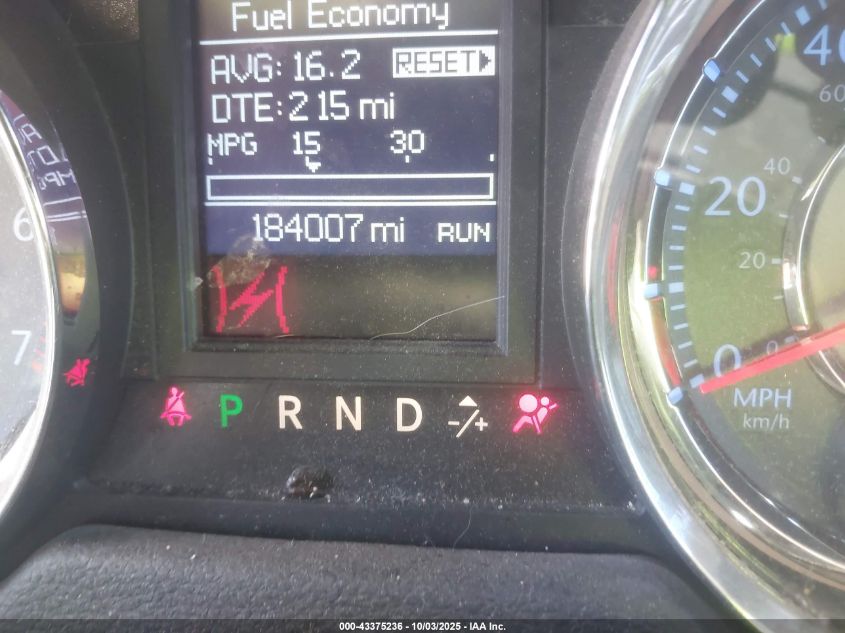 Fuel Economy
AVG: 16.2 RESET
DTE: 215 mi
MPG 15 30
184007 mi RUN
6
7
P R N D -/+
40
60
20
40
20
0
0
MPH
km/h
000-43375236 - 10/03/2025 - IAA Inc.